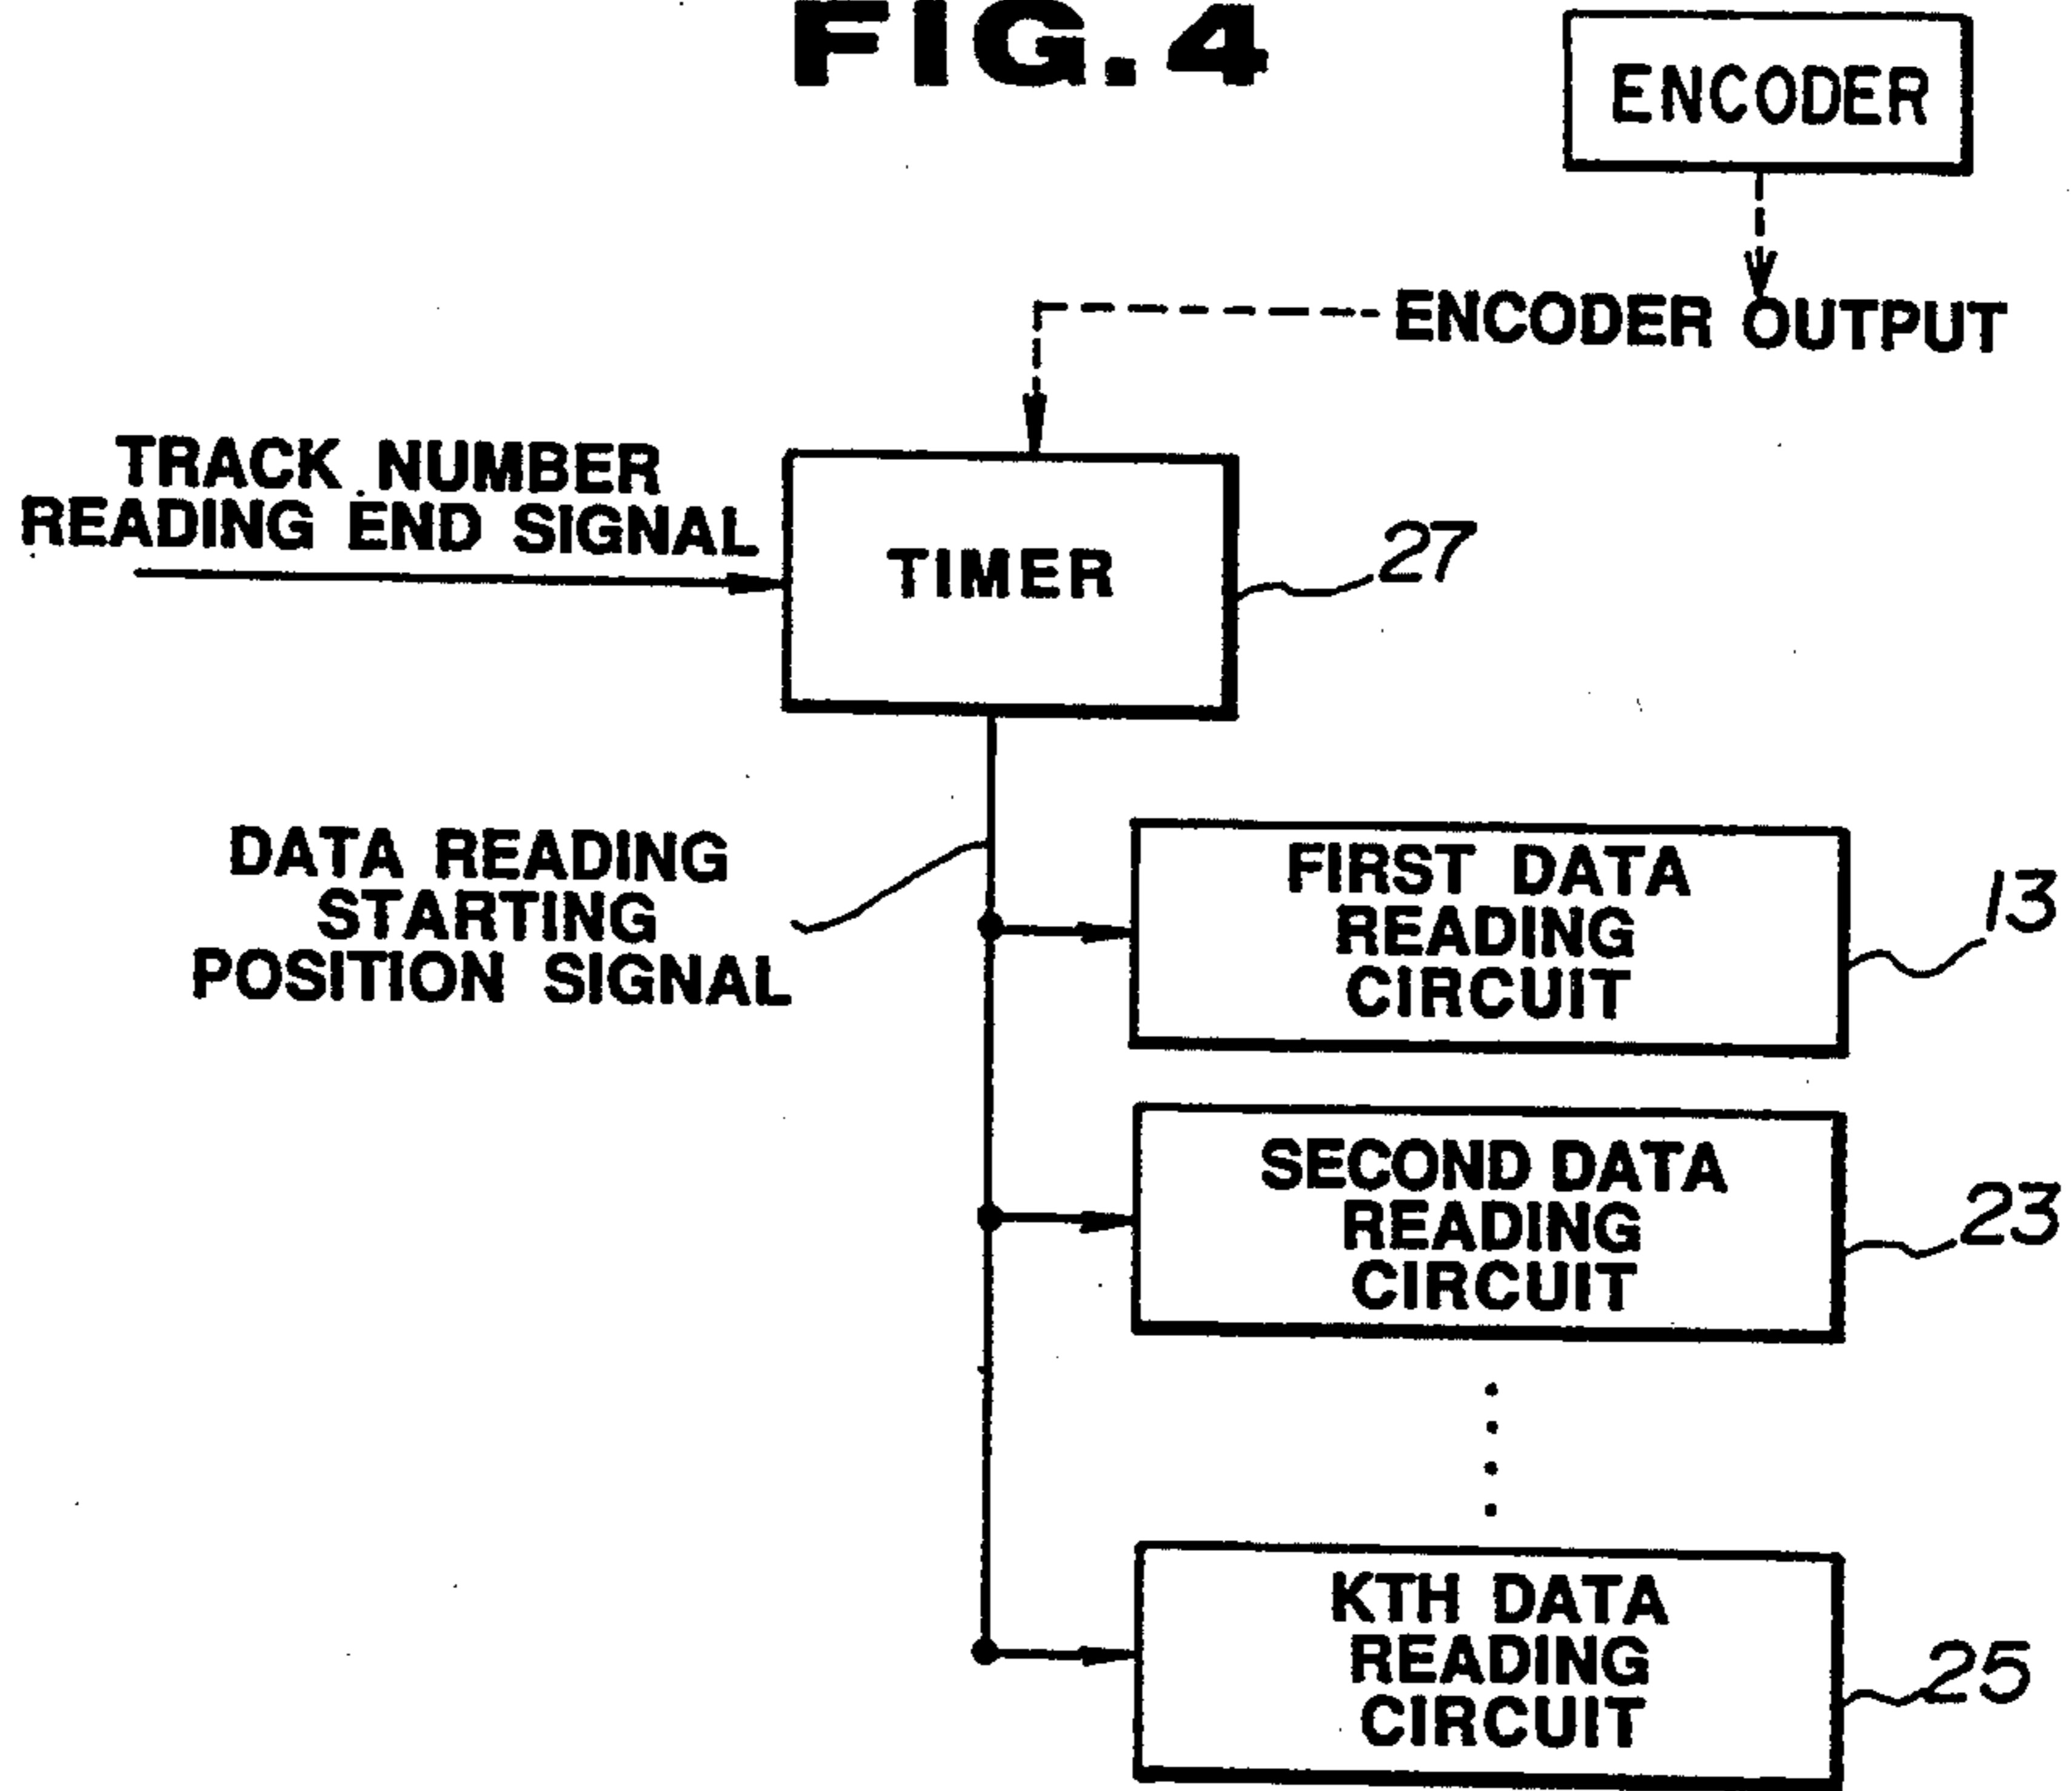 FIG.4
ENCODER
ENCODER OUTPUT
TRACK NUMBER
READING END SIGNAL
TIMER
27
DATA READING
STARTING
POSITION SIGNAL
FIRST DATA
READING
CIRCUIT
13
SECOND DATA
READING
CIRCUIT
23
KTH DATA
READING
CIRCUIT
25